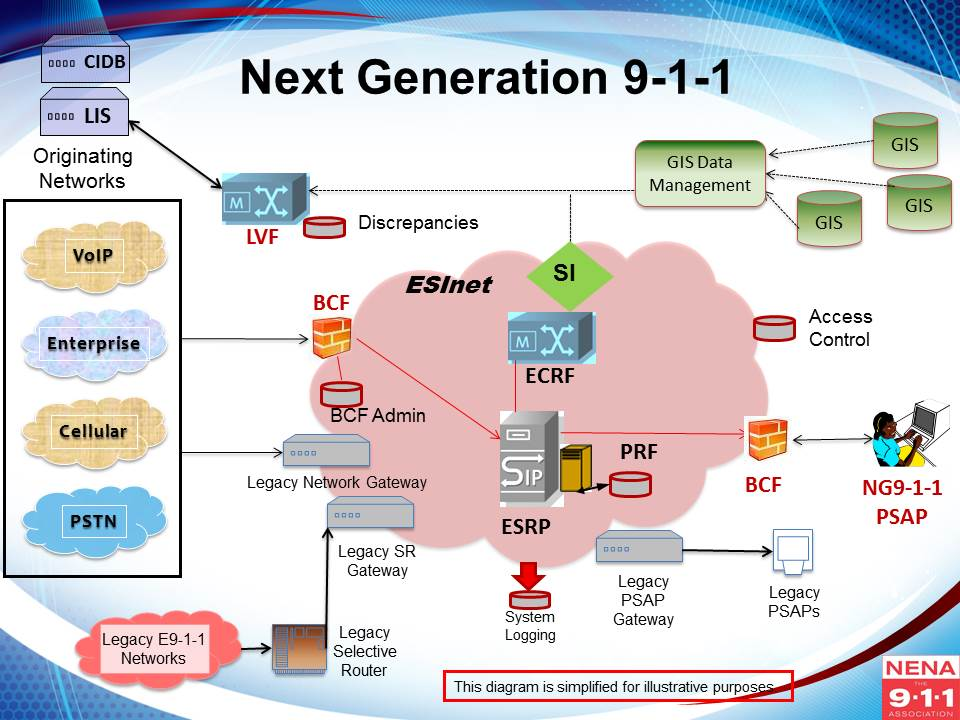 CIDB
Next Generation 9-1-1
LIS
Originating
Networks
GIS Data
Management
GIS
GIS
GIS
M
LVF
Discrepancies
VoIP
Enterprise
Cellular
PSTN
ESInet
SI
BCF
M
ECRF
Access
Control
BCF Admin
Legacy Network Gateway
SIP
PRF
ESRP
BCF
NG9-1-1
PSAP
Legacy SR
Gateway
Legacy
PSAP
Gateway
Legacy
PSAPs
System
Logging
Legacy E9-1-1
Networks
Legacy
Selective
Router
This diagram is simplified for illustrative purposes.
NENA
THE
9·1·1
ASSOCIATION